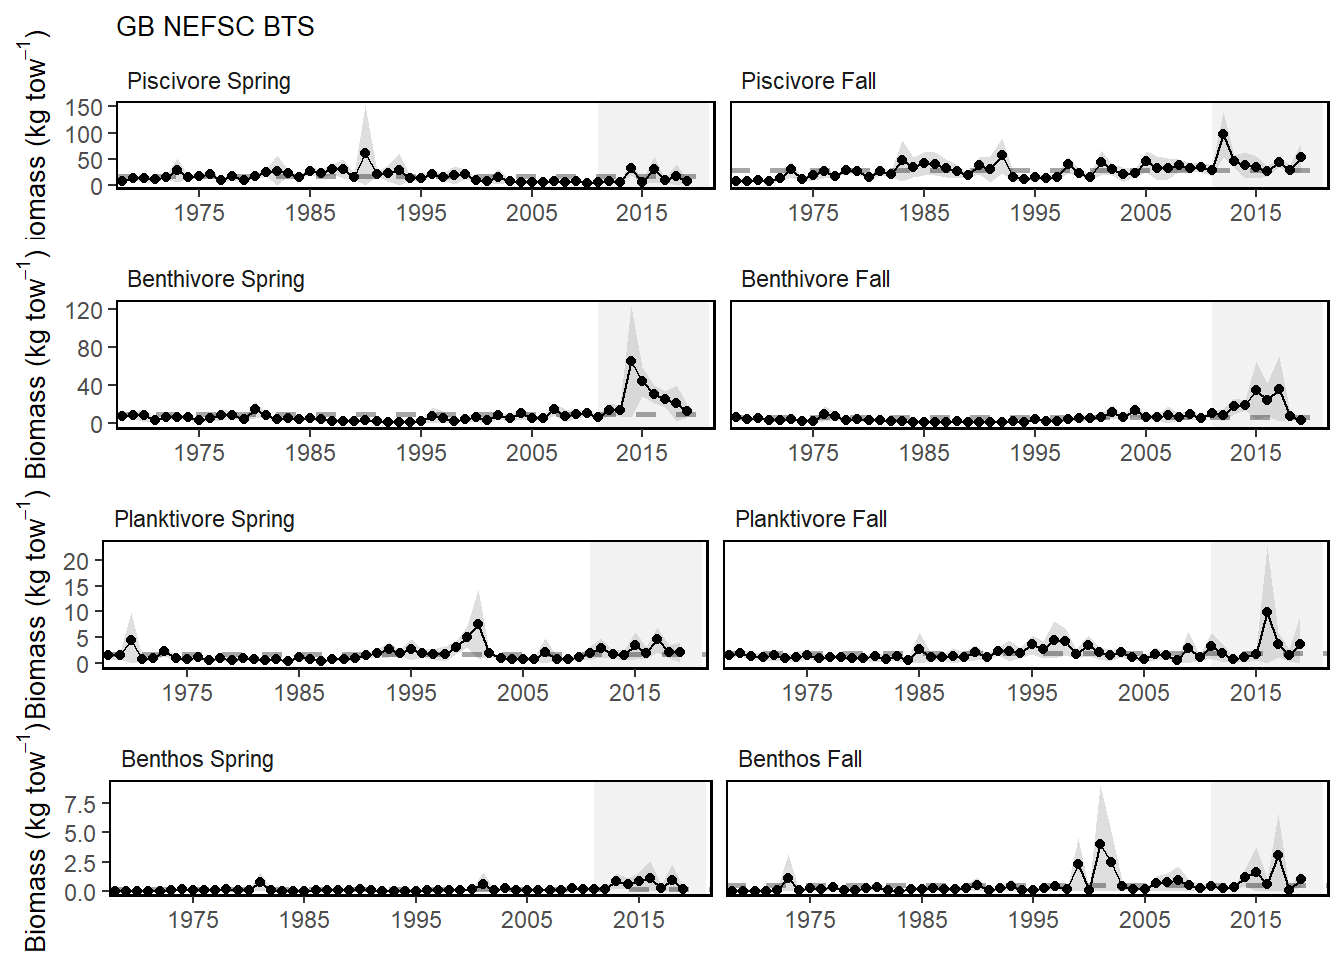 GB NEFSC BTS
Piscivore Spring
Piscivore Fall
iomass (kg tow⁻¹)
150
100
50
0
1975 1985 1995 2005 2015
1975 1985 1995 2005 2015
Benthivore Spring
Benthivore Fall
Biomass (kg tow⁻¹)
120
80
40
0
1975 1985 1995 2005 2015
1975 1985 1995 2005 2015
Planktivore Spring
Planktivore Fall
Biomass (kg tow⁻¹)
20
15
10
5
0
1975 1985 1995 2005 2015
1975 1985 1995 2005 2015
Benthos Spring
Benthos Fall
Biomass (kg tow⁻¹)
7.5
5.0
2.5
0.0
1975 1985 1995 2005 2015
1975 1985 1995 2005 2015